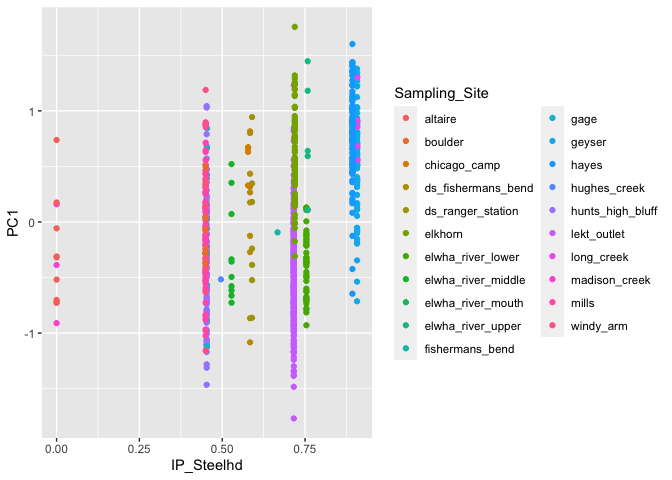 PC1
1
0
-1
0.00 0.25 0.50 0.75
IP_Steelhd
Sampling_Site
altaire
boulder
chicago_camp
ds_fishermans_bend
ds_ranger_station
elkhorn
elwha_river_lower
elwha_river_middle
elwha_river_mouth
elwha_river_upper
fishermans_bend
gage
geyser
hayes
hughes_creek
hunts_high_bluff
lekt_outlet
long_creek
madison_creek
mills
windy_arm